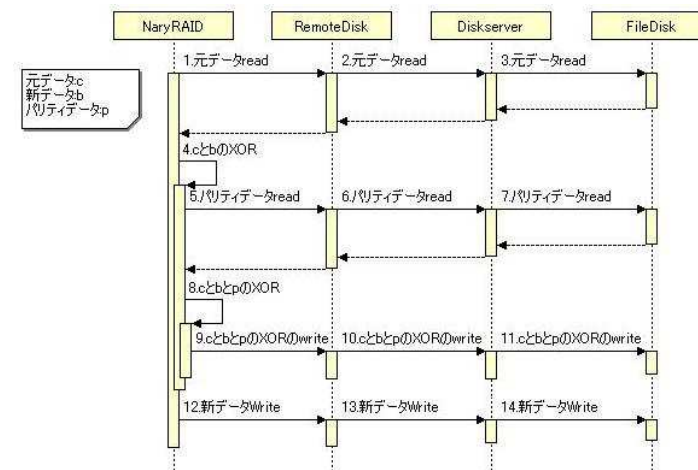 NaryRAID RemoteDisk Diskserver FileDisk
元データ:c
新データ:b
パリティデータ:p
1.元データread 2.元データread 3.元データread
4.cとbのXOR
5.パリティデータread 6.パリティデータread 7.パリティデータread
8.cとbとpのXOR
9.cとbとpのXORのwrite 10.cとbとpのXORのwrite 11.cとbとpのXORのwrite
12.新データWrite 13.新データWrite 14.新データWrite